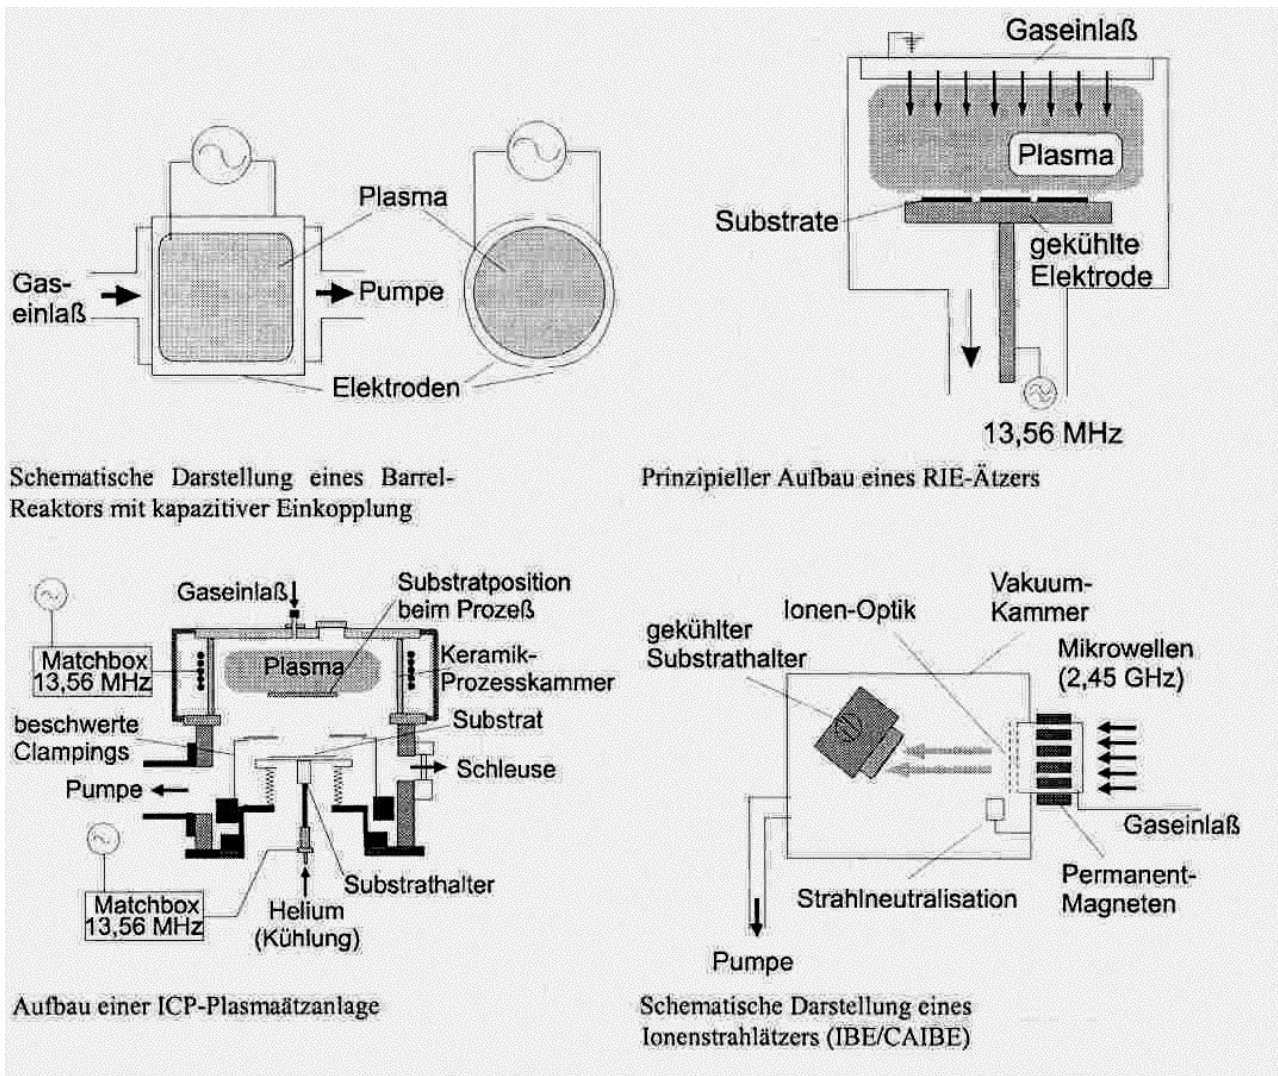 Gas-
einlaß
Plasma
Pumpe
Elektroden
Schematische Darstellung eines Barrel-
Reaktors mit kapazitiver Einkopplung
Gaseinlaß
Plasma
Substrate
gekühlte
Elektrode
13,56 MHz
Prinzipieller Aufbau eines RIE-Ätzers
Gaseinlaß
Substratposition
beim Prozeß
Matchbox
13,56 MHz
Plasma
Keramik-
Prozesskammer
beschwerte
Clampings
Substrat
Schleuse
Pumpe
Substrathalter
Matchbox
13,56 MHz
Helium
(Kühlung)
Aufbau einer ICP-Plasmaätzanlage
gekühlter
Substrathalter
Ionen-Optik
Vakuum-
Kammer
Mikrowellen
(2,45 GHz)
Gaseinlaß
Strahlneutralisation
Permanent-
Magneten
Pumpe
Schematische Darstellung eines
Ionenstrahlätzers (IBE/CAIBE)